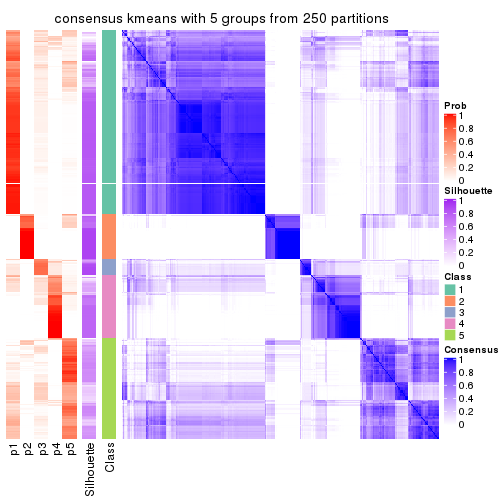 consensus kmeans with 5 groups from 250 partitions
Prob
1
0.8
0.6
0.4
0.2
0
Silhouette
1
0.8
0.6
0.4
0.2
0
Class
1
2
3
4
5
Consensus
1
0.8
0.6
0.4
0.2
0
p1
p2
p3
p4
p5
Silhouette
Class